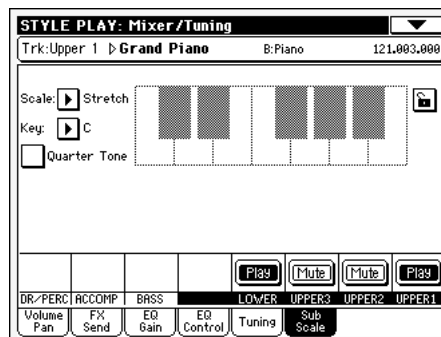 STYLE PLAY: Mixer/Tuning
Trk:Upper 1 Grand Piano B:Piano 121.003.000
Scale: Stretch
Key: C
Quarter Tone
Play Mute Mute Play
DR/PERC ACCOMP BASS LOWER UPPER3 UPPER2 UPPER1
Volume Pan FX Send EQ Gain EQ Control Tuning Sub Scale